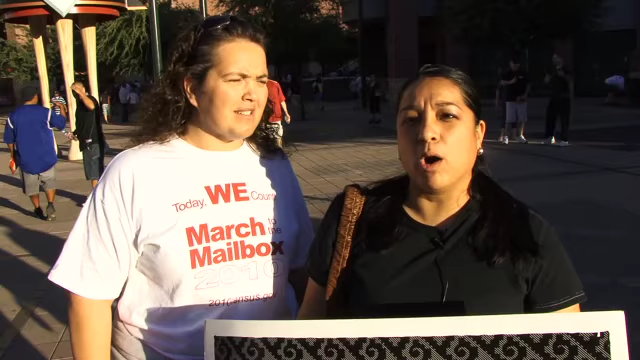 Today, WE Count
March to
the
Mailbox
2010
2010census.gov